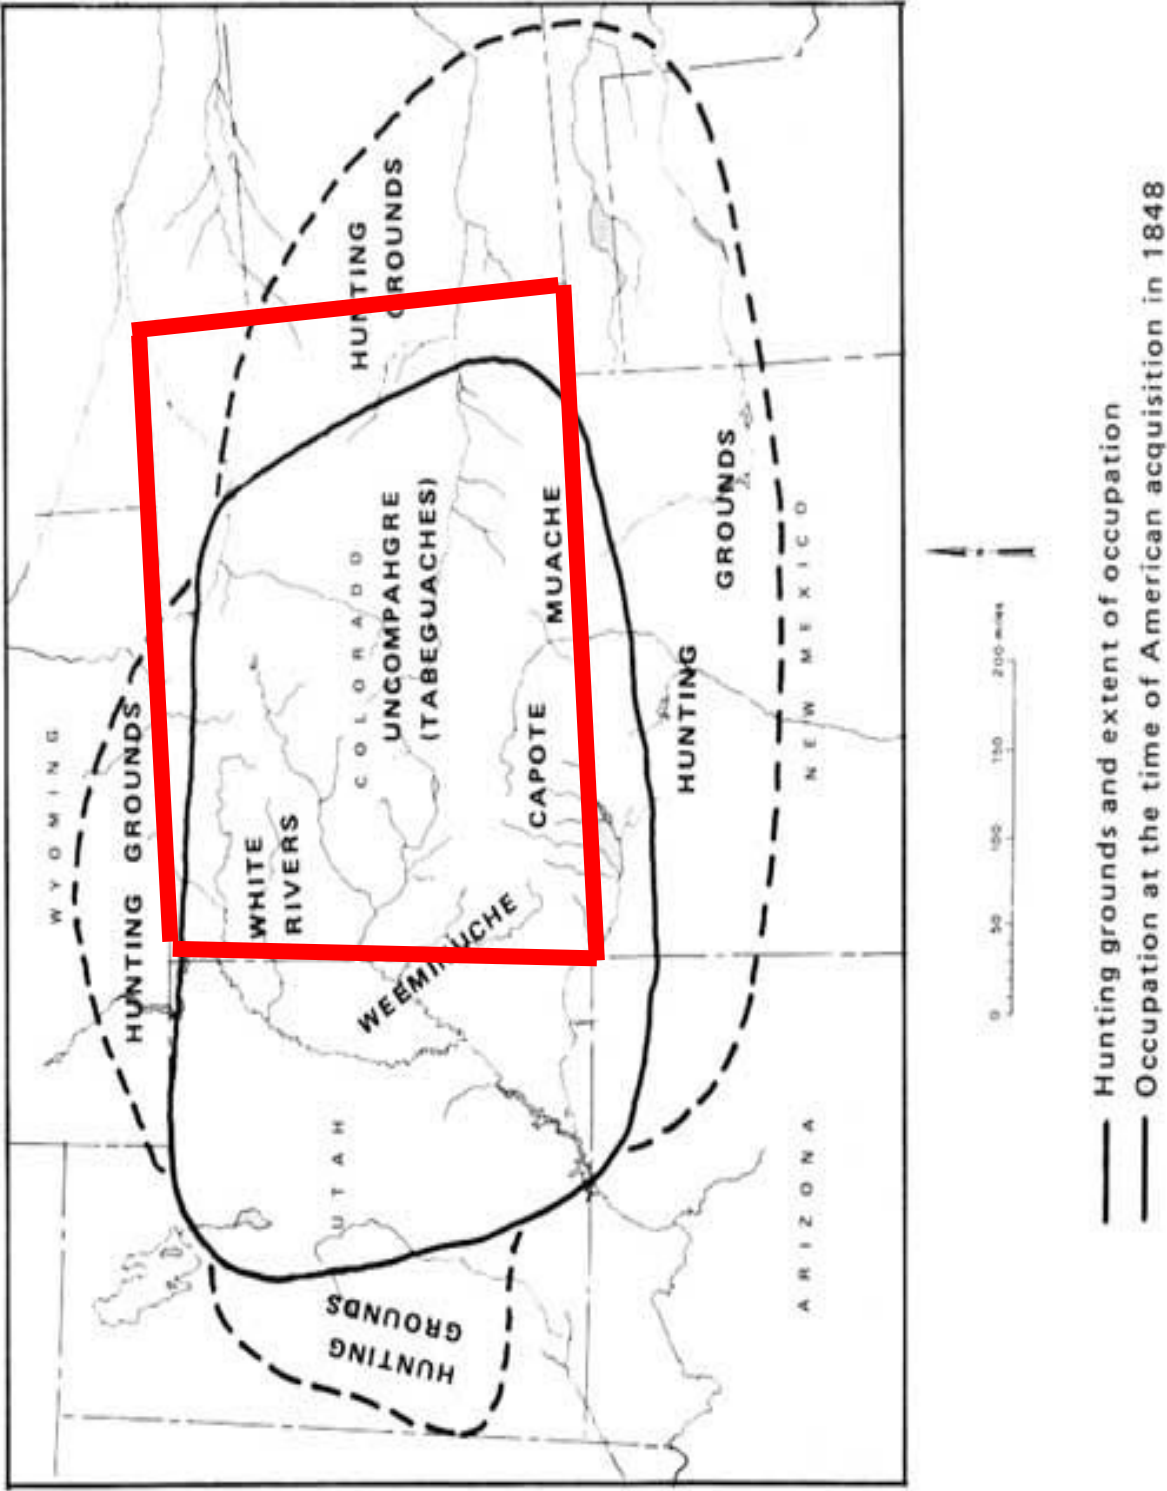 WYOMING
HUNTING GROUNDS
HUNTING
GROUNDS
WHITE
RIVERS
COLORADO
UNCOMPAHGRE
(TABEGUACHES)
WEEMINUCHE
CAPOTE
MUACHE
UTAH
HUNTING
GROUNDS
HUNTING
GROUNDS
NEW MEXICO
ARIZONA
0 50 100 150 200 miles
Hunting grounds and extent of occupation
Occupation at the time of American acquisition in 1848